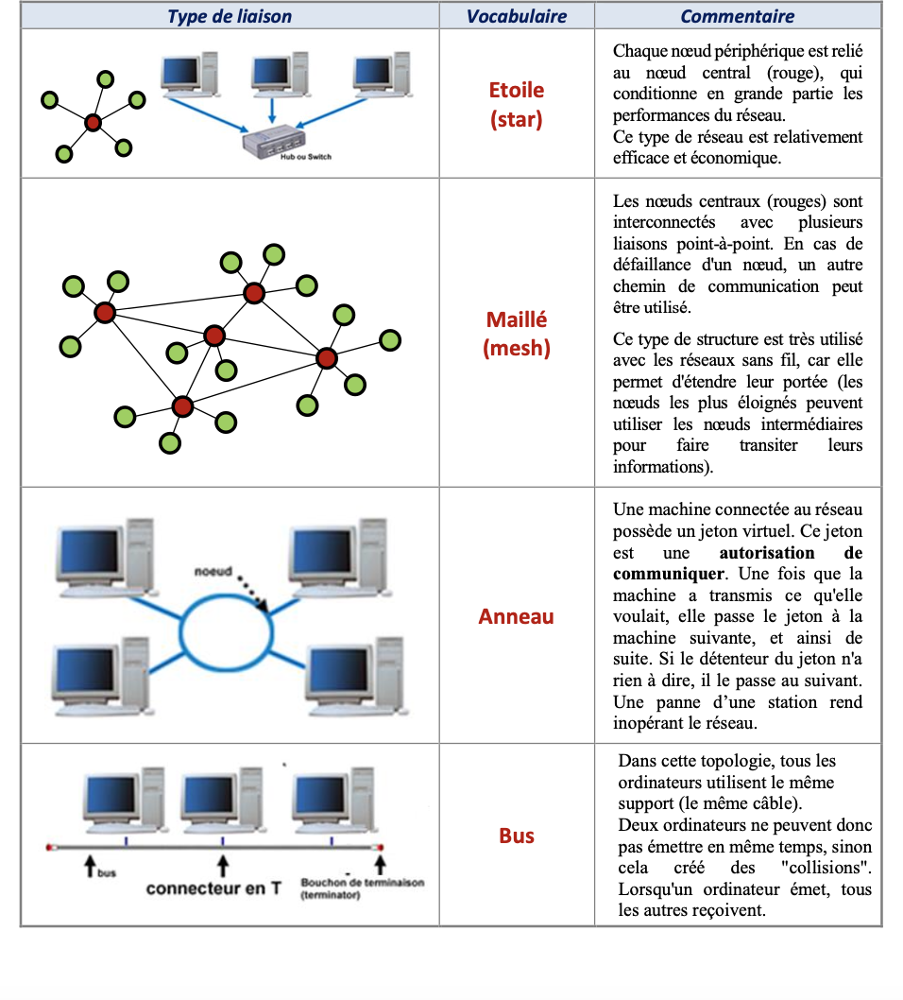 Type de liaison
Vocabulaire
Commentaire
Hub ou Switch
Etoile
(star)
Chaque nœud périphérique est relié
au nœud central (rouge), qui
conditionne en grande partie les
performances du réseau.
Ce type de réseau est relativement
efficace et économique.
Maillé
(mesh)
Les nœuds centraux (rouges) sont
interconnectés avec plusieurs
liaisons point-à-point. En cas de
défaillance d'un nœud, un autre
chemin de communication peut
être utilisé.
Ce type de structure est très utilisé
avec les réseaux sans fil, car elle
permet d'étendre leur portée (les
nœuds les plus éloignés peuvent
utiliser les nœuds intermédiaires
pour faire transiter leurs
informations).
noeud
Anneau
Une machine connectée au réseau
possède un jeton virtuel. Ce jeton
est une autorisation de
communiquer. Une fois que la
machine a transmis ce qu'elle
voulait, elle passe le jeton à la
machine suivante, et ainsi de
suite. Si le détenteur du jeton n'a
rien à dire, il le passe au suivant.
Une panne d’une station rend
inopérant le réseau.
bus
connecteur en T
Bouchon de terminaison
(terminator)
Bus
Dans cette topologie, tous les
ordinateurs utilisent le même
support (le même câble).
Deux ordinateurs ne peuvent donc
pas émettre en même temps, sinon
cela créé des "collisions".
Lorsqu'un ordinateur émet, tous
les autres reçoivent.